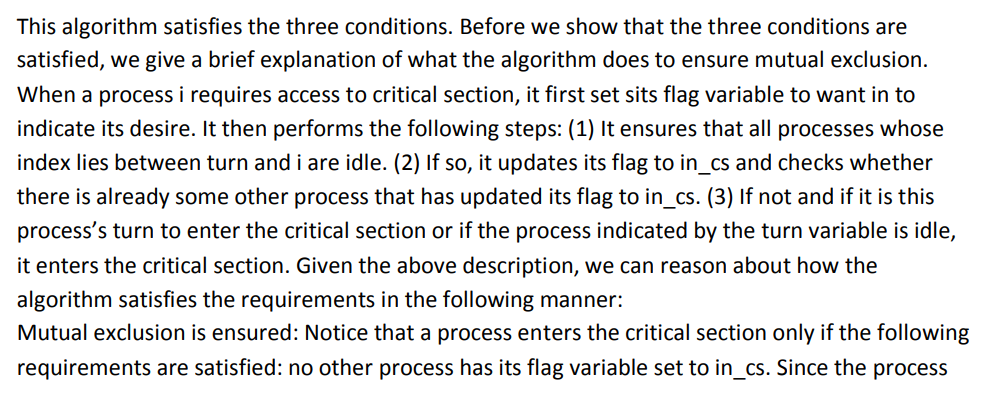 This algorithm satisfies the three conditions. Before we show that the three conditions are
satisfied, we give a brief explanation of what the algorithm does to ensure mutual exclusion.
When a process i requires access to critical section, it first set sits flag variable to want in to
indicate its desire. It then performs the following steps: (1) It ensures that all processes whose
index lies between turn and i are idle. (2) If so, it updates its flag to in_cs and checks whether
there is already some other process that has updated its flag to in_cs. (3) If not and if it is this
process’s turn to enter the critical section or if the process indicated by the turn variable is idle,
it enters the critical section. Given the above description, we can reason about how the
algorithm satisfies the requirements in the following manner:
Mutual exclusion is ensured: Notice that a process enters the critical section only if the following
requirements are satisfied: no other process has its flag variable set to in_cs. Since the process